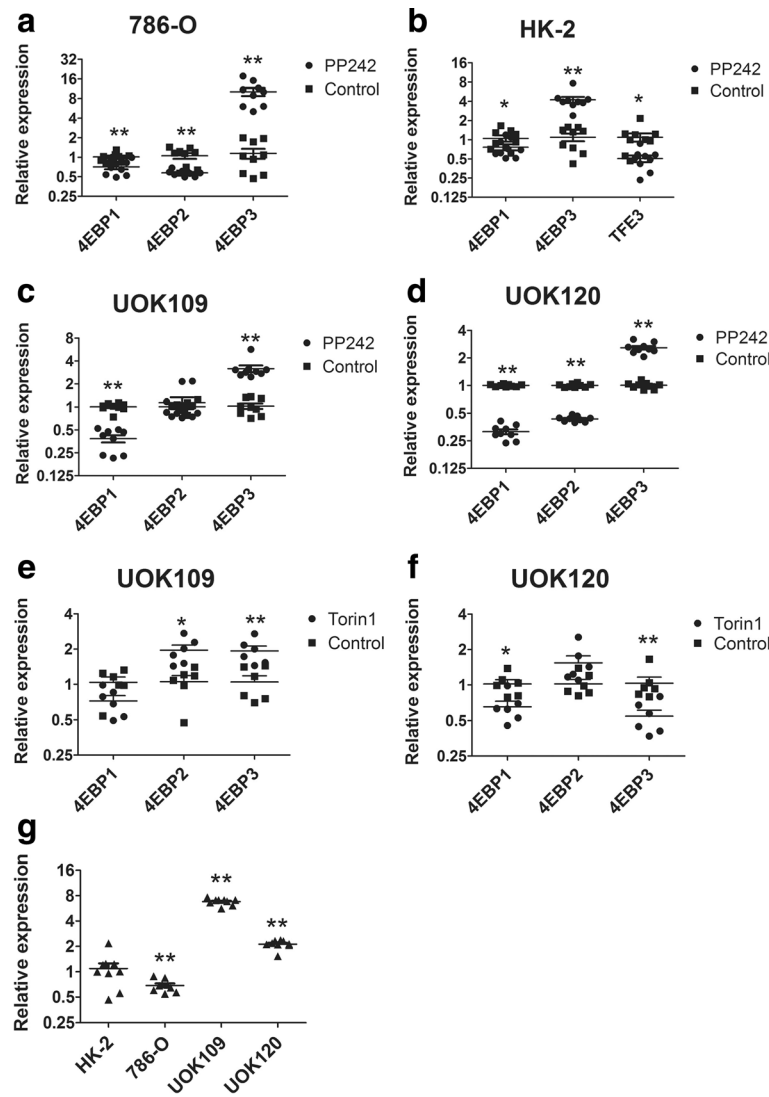 a
786-O
Relative expression
32
16
8
4
2
1
0.5
0.25
**
**
**
4EBP1
4EBP2
4EBP3
PP242
Control
b
HK-2
Relative expression
16
8
4
2
1
0.5
0.25
0.125
*
**
*
4EBP1
4EBP3
TFE3
PP242
Control
c
UOK109
Relative expression
8
4
2
1
0.5
0.25
0.125
**
**
4EBP1
4EBP2
4EBP3
PP242
Control
d
UOK120
Relative expression
4
2
1
0.5
0.25
0.125
**
**
**
4EBP1
4EBP2
4EBP3
PP242
Control
e
UOK109
Relative expression
4
2
1
0.5
0.25
*
**
4EBP1
4EBP2
4EBP3
Torin1
Control
f
UOK120
Relative expression
4
2
1
0.5
0.25
*
**
4EBP1
4EBP2
4EBP3
Torin1
Control
g
Relative expression
16
8
4
2
1
0.5
0.25
**
**
**
HK-2
786-O
UOK109
UOK120